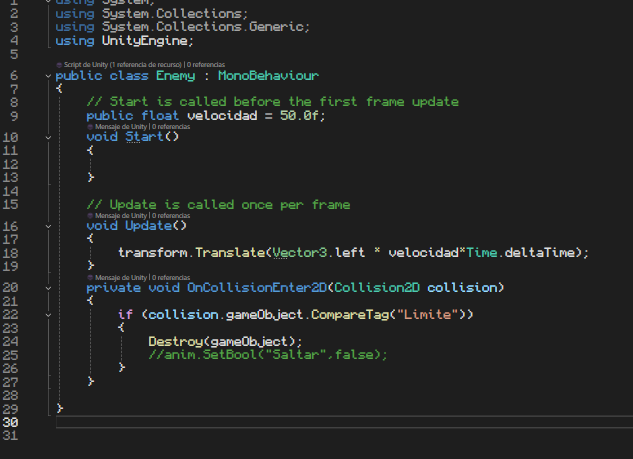 1 using System;
2 using System.Collections;
3 using System.Collections.Generic;
4 using UnityEngine;
5
Script de Unity (1 referencia de recurso) | 0 referencias
6 public class Enemy : MonoBehaviour
7 {
8 // Start is called before the first frame update
9 public float velocidad = 50.0f;
Mensaje de Unity | 0 referencias
10 void Start()
11 {
12
13 }
14
15 // Update is called once per frame
Mensaje de Unity | 0 referencias
16 void Update()
17 {
18 transform.Translate(Vector3.left * velocidad*Time.deltaTime);
19 }
Mensaje de Unity | 0 referencias
20 private void OnCollisionEnter2D(Collision2D collision)
21 {
22 if (collision.gameObject.CompareTag("Limite"))
23 {
24 Destroy(gameObject);
25 //anim.SetBool("Saltar",false);
26 }
27 }
28
29 }
30
31